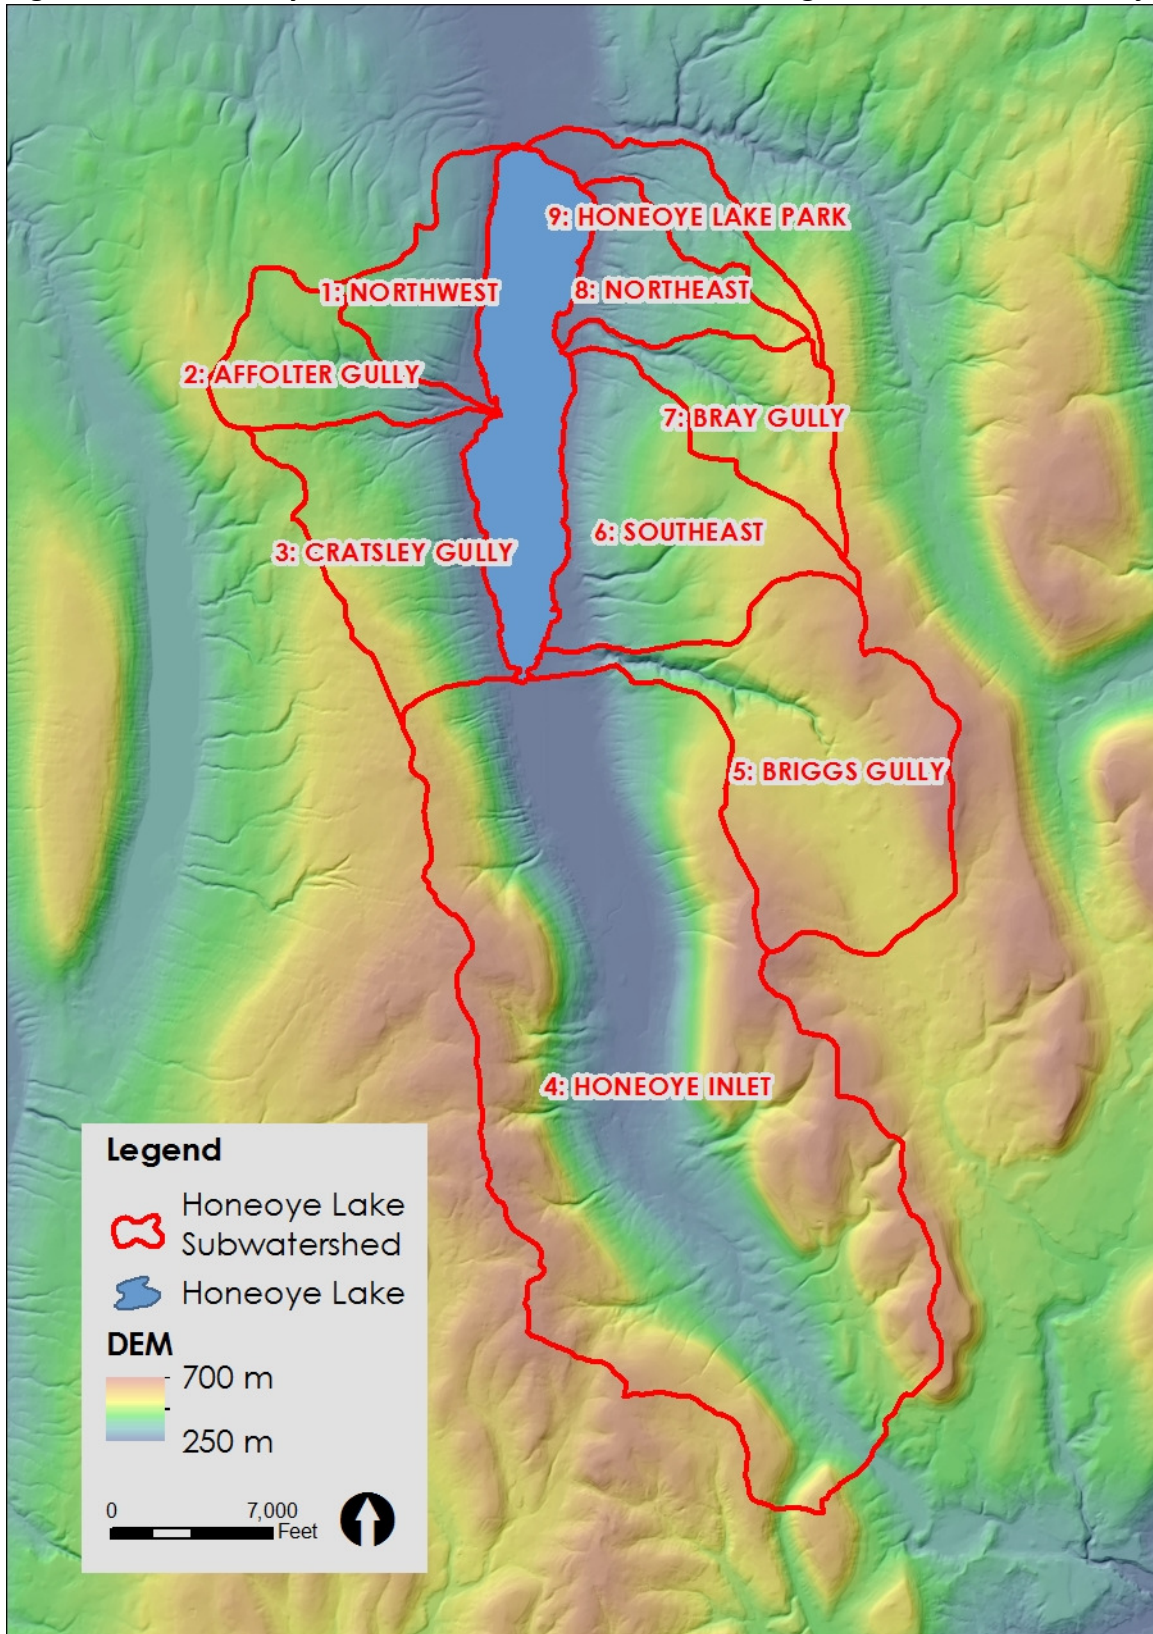 9: HONEOYE LAKE PARK
8: NORTHEAST
1: NORTHWEST
2: AFFOLTER GULLY
7: BRAY GULLY
6: SOUTHEAST
3: CRATSLEY GULLY
5: BRIGGS GULLY
4: HONEOYE INLET
Legend
Honeoye Lake
Subwatershed
Honeoye Lake
DEM
700 m
250 m
0 7,000
Feet